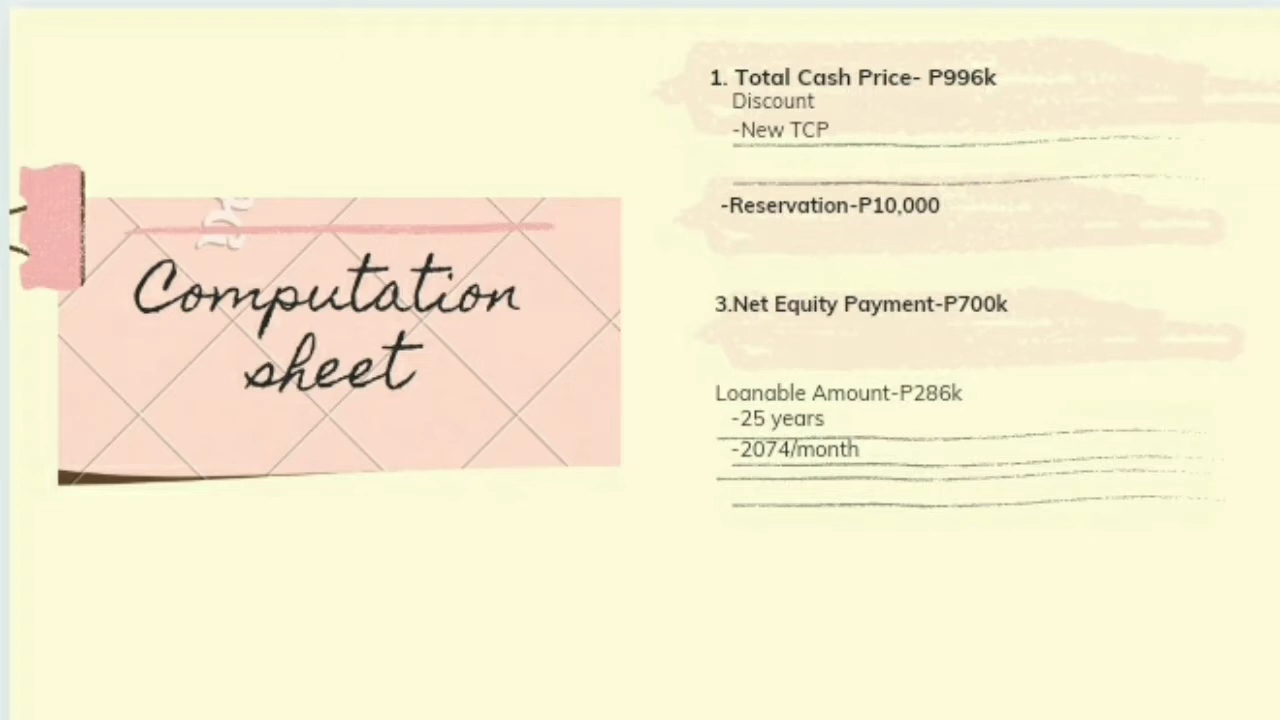 Computation
sheet
1. Total Cash Price- P996k
Discount
-New TCP
-Reservation-P10,000
3.Net Equity Payment-P700k
Loanable Amount-P286k
-25 years
-2074/month